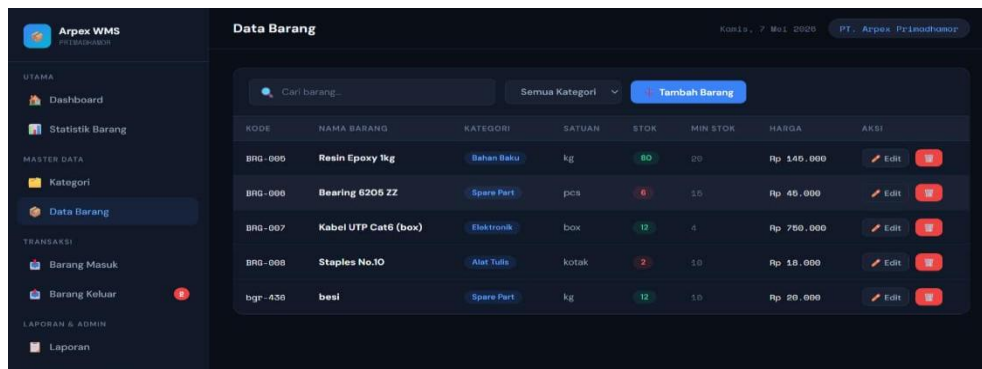 Arpex WMS
PRIMADHAMOR
Data Barang
Kamis, 7 Mei 2026
PT. Arpex Primadhamor
UTAMA
Dashboard
Statistik Barang
MASTER DATA
Kategori
Data Barang
TRANSAKSI
Barang Masuk
Barang Keluar 2
LAPORAN & ADMIN
Laporan
Cari barang...
Semua Kategori
Tambah Barang
KODE NAMA BARANG KATEGORI SATUAN STOK MIN STOK HARGA AKSI
BRG-005 Resin Epoxy 1kg Bahan Baku kg 80 20 Rp 145.000 Edit
BRG-006 Bearing 6205 ZZ Spare Part pcs 6 15 Rp 45.000 Edit
BRG-007 Kabel UTP Cat6 (box) Elektronik box 12 4 Rp 750.000 Edit
BRG-008 Staples No.10 Alat Tulis kotak 2 10 Rp 18.000 Edit
bgr-436 besi Spare Part kg 12 10 Rp 20.000 Edit